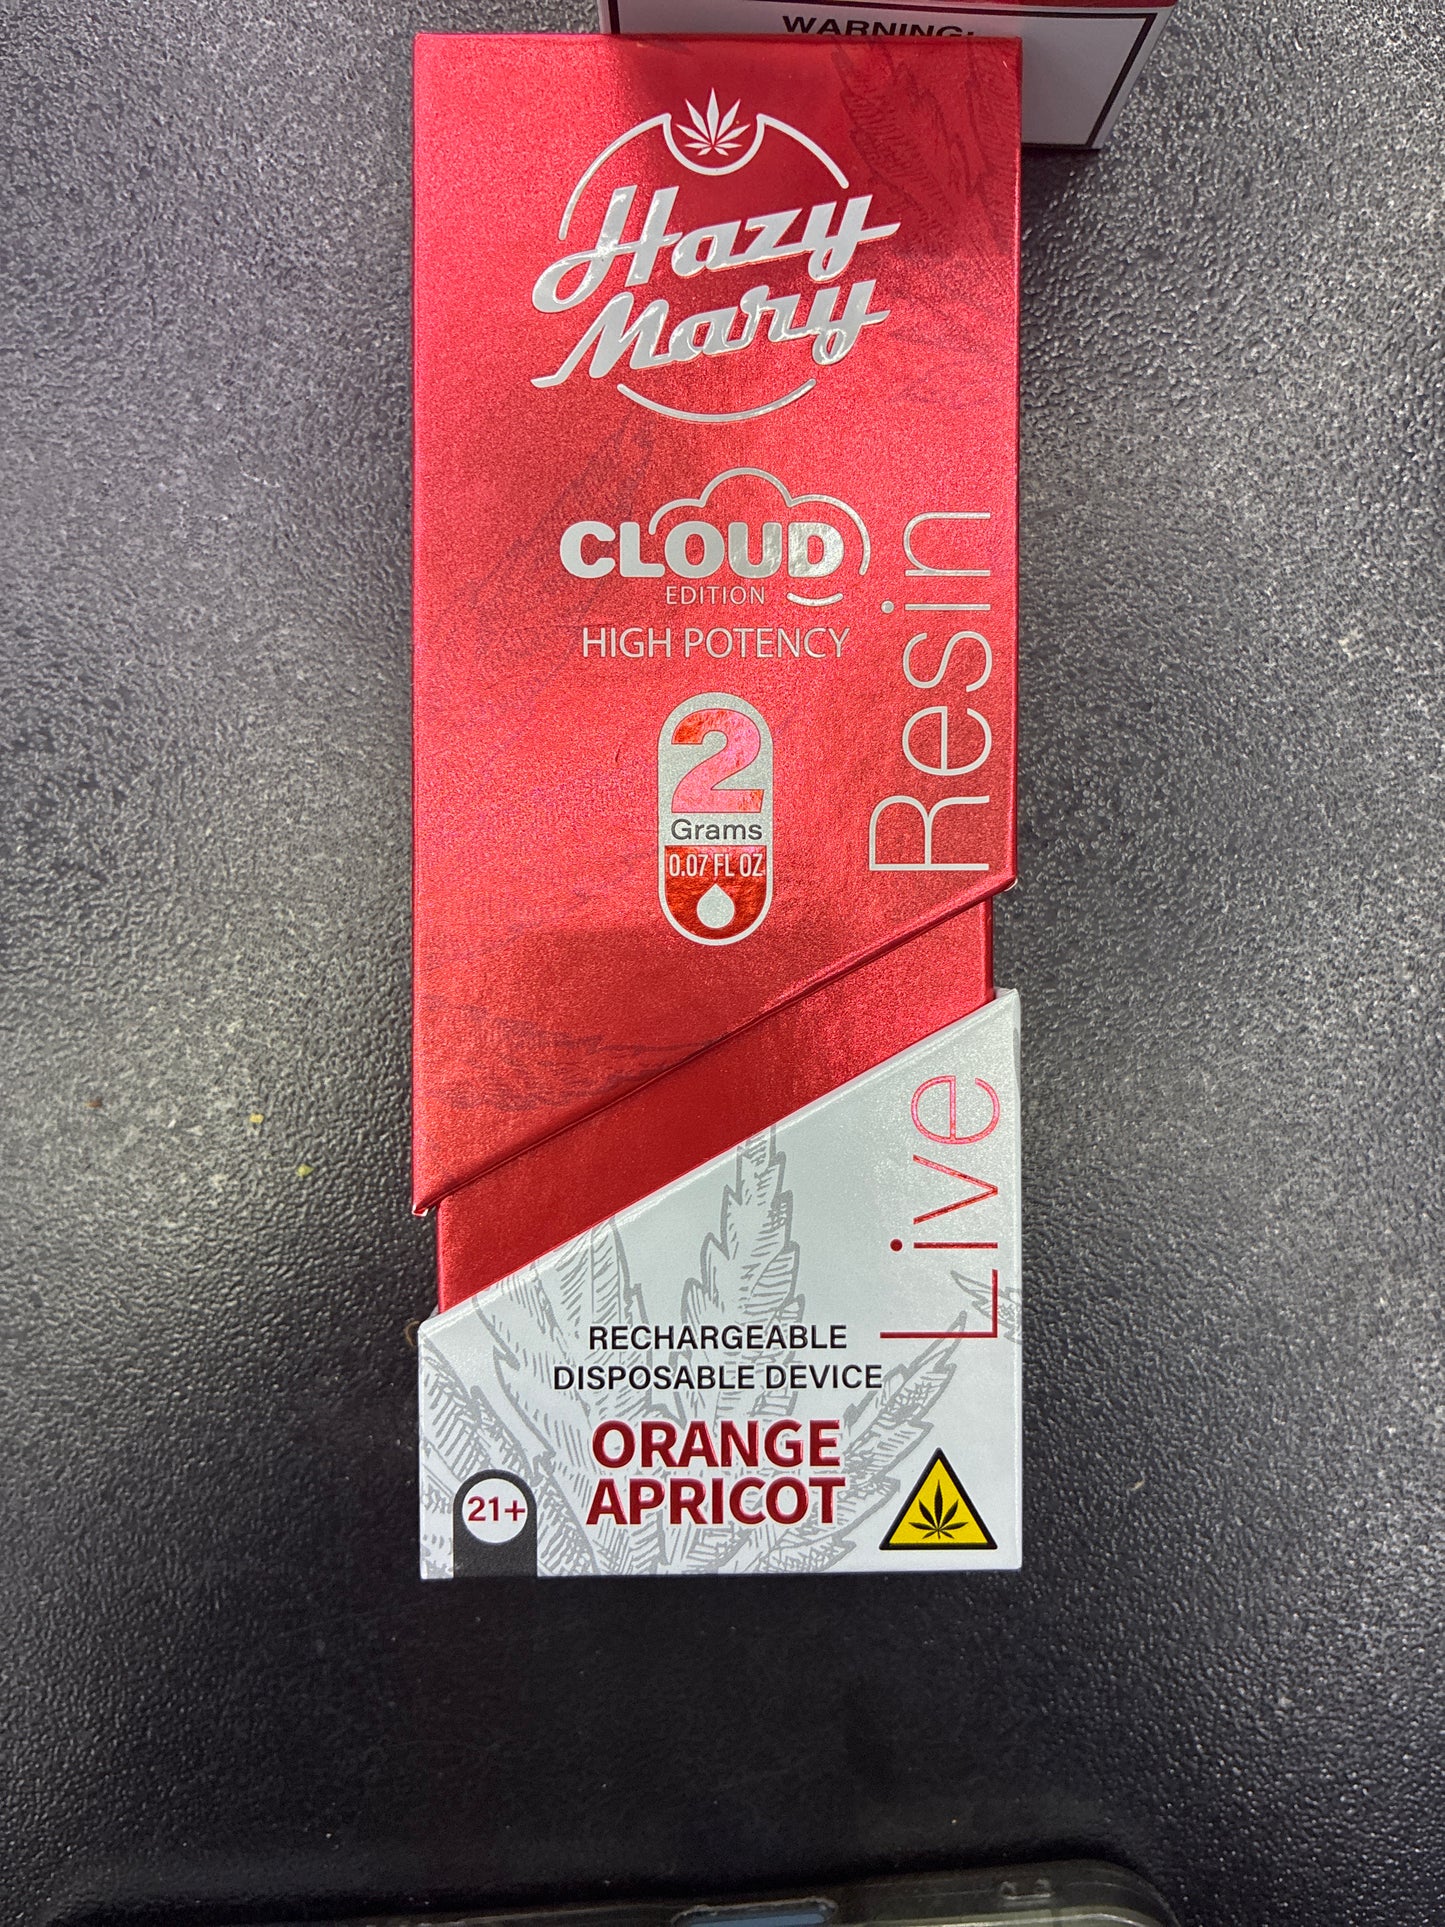 WARNING:
Hazy
Mary
CLOUD
EDITION
HIGH POTENCY
2
Grams
0.07 FL OZ
Live Resin
RECHARGEABLE
DISPOSABLE DEVICE
ORANGE
APRICOT
21+